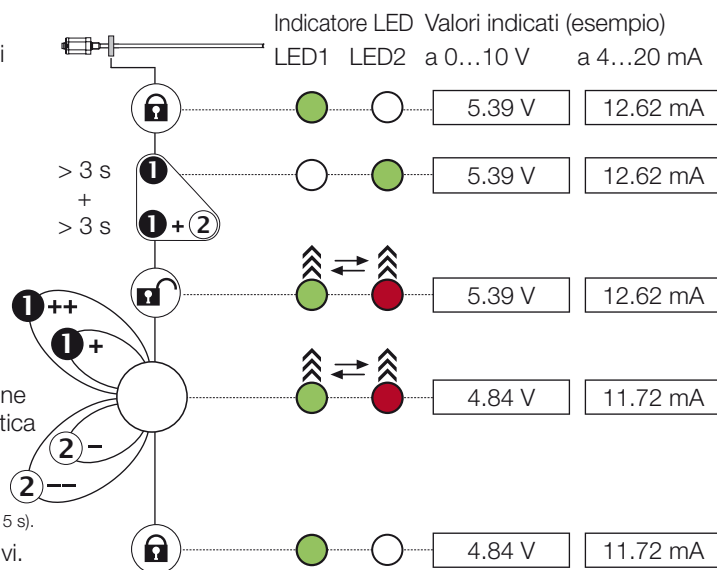 Indicatore LED Valori indicati (esempio)
i
LED1 LED2 a 0…10 V a 4…20 mA
5.39 V 12.62 mA
> 3 s 1 5.39 V 12.62 mA
+
> 3 s 1 + 2
5.39 V 12.62 mA
1 ++
1 +
ne 4.84 V 11.72 mA
tica
2 –
2 – –
5 s).
vi. 4.84 V 11.72 mA